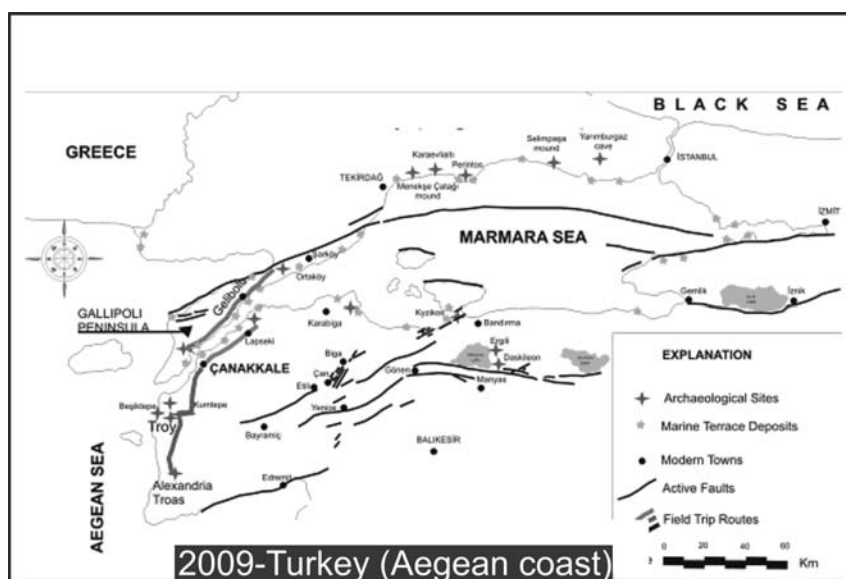 BLACK SEA
GREECE
Selimpaşa
mound
Yarımburgaz
cave
Karaevlialtı
Perintos
İSTANBUL
TEKİRDAĞ
Menekşe Çatağı
mound
İZMİT
MARMARA SEA
Şarköy
Ortaköy
Gelibolu
Gemlik
İznik
GALLIPOLI
PENINSULA
Karabiga
Kyzikos
Bandırma
Lapseki
Ergili
Daskileon
Biga
ÇANAKKALE
Çan
Gönen
Etili
Manyas
Beşiktepe
Kumtepe
Yenice
Troy
Bayramiç
BALIKESİR
Alexandria
Troas
Edremit
AEGEAN SEA
EXPLANATION
Archaeological Sites
Marine Terrace Deposits
Modern Towns
Active Faults
Field Trip Routes
0 10 20 40 60
Km
2009-Turkey (Aegean coast)